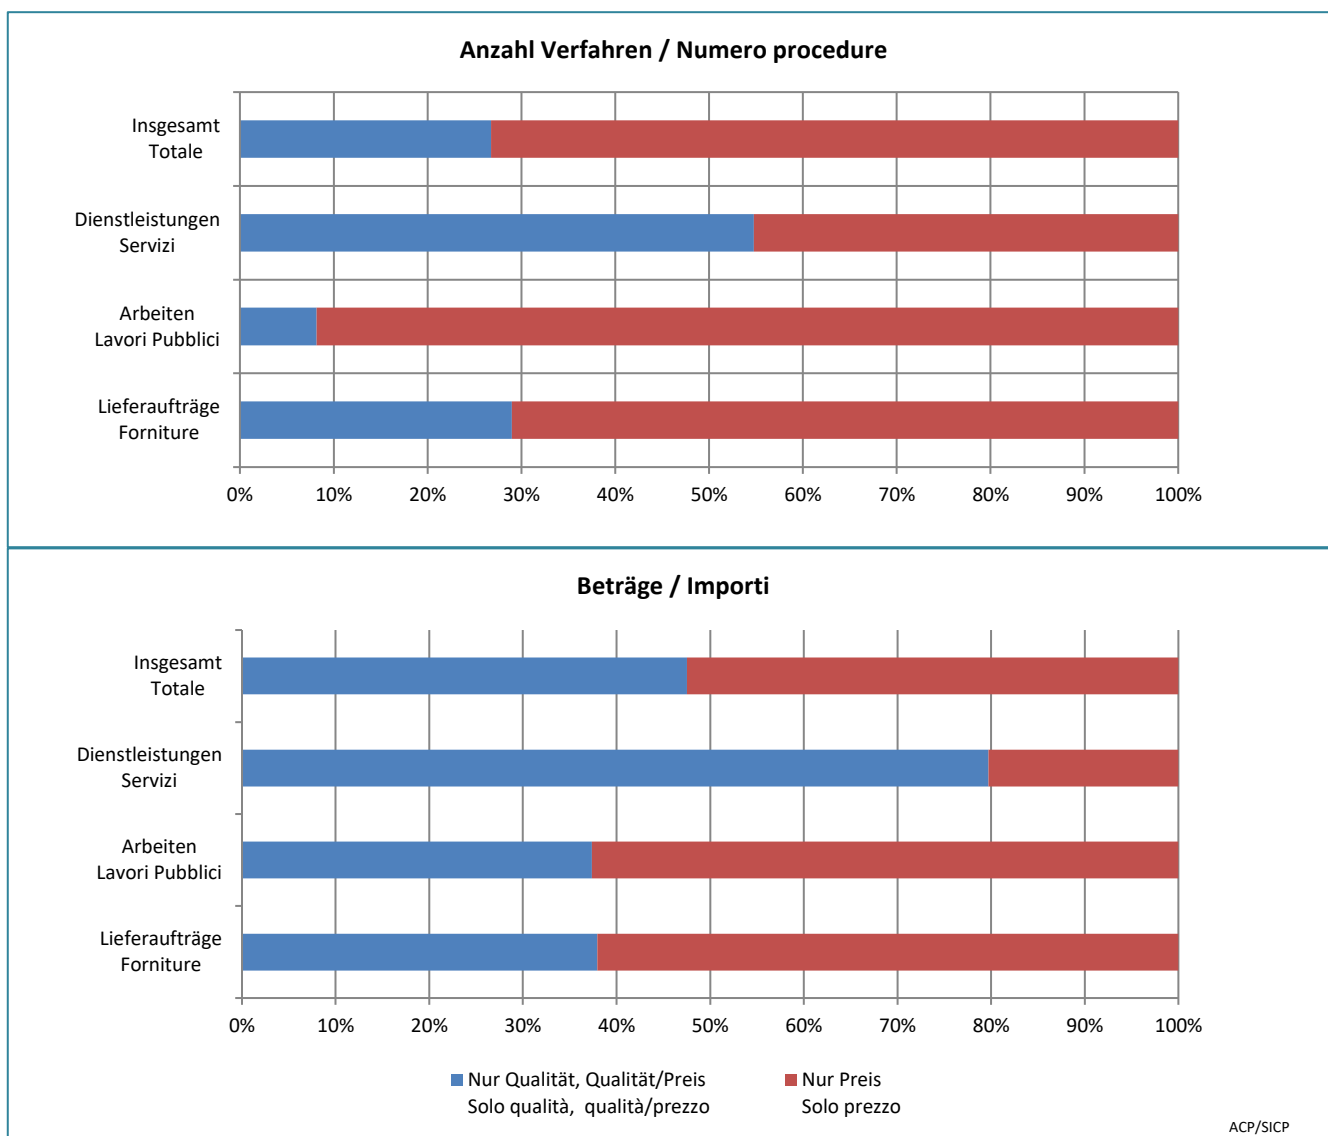 Anzahl Verfahren / Numero procedure
Insgesamt
Totale
Dienstleistungen
Servizi
Arbeiten
Lavori Pubblici
Lieferaufträge
Forniture
0% 10% 20% 30% 40% 50% 60% 70% 80% 90% 100%
Beträge / Importi
Insgesamt
Totale
Dienstleistungen
Servizi
Arbeiten
Lavori Pubblici
Lieferaufträge
Forniture
0% 10% 20% 30% 40% 50% 60% 70% 80% 90% 100%
Nur Qualität, Qualität/Preis
Solo qualità, qualità/prezzo
Nur Preis
Solo prezzo
ACP/SICP